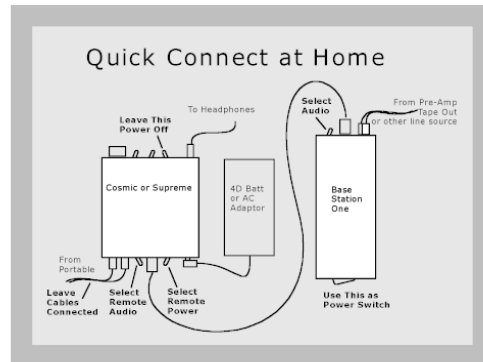 Quick Connect at Home
Leave This
Power Off
To Headphones
Select
Audio
From Pre-Amp
Tape Out
or other line source
Cosmic or Supreme
4D Batt
or AC
Adaptor
Base
Station
One
From
Portable
Leave
Cables
Connected
Select
Remote
Audio
Select
Remote
Power
Use This as
Power Switch